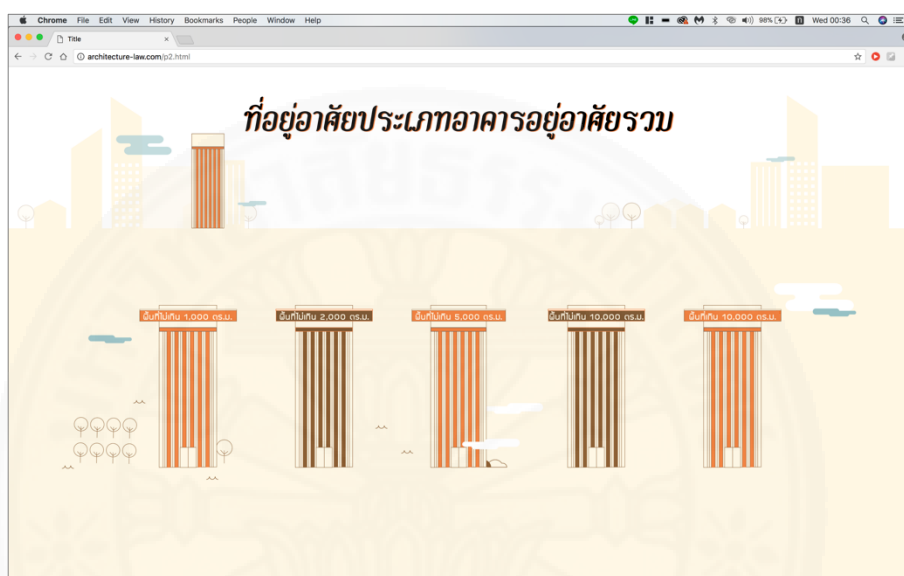 Chrome File Edit View History Bookmarks People Window Help 98% Wed 00:36
Title
architecture-law.com/p2.html
ที่อยู่อาศัยประเภทอาคารอยู่อาศัยรวม
พื้นที่ไม่เกิน 1.000 ตร.ม. พื้นที่ไม่เกิน 2.000 ตร.ม. พื้นที่ไม่เกิน 5.000 ตร.ม. พื้นที่ไม่เกิน 10.000 ตร.ม. พื้นที่เกิน 10.000 ตร.ม.